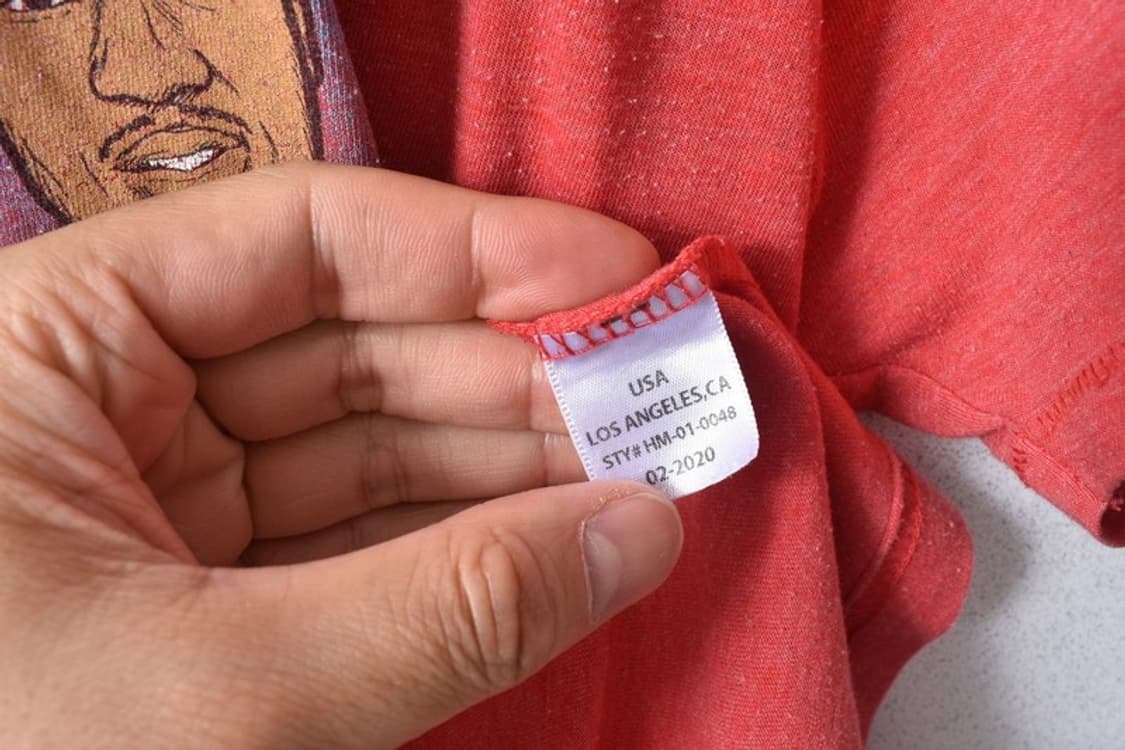 USA
LOS ANGELES,CA
STY# HM-01-0048
02-2020